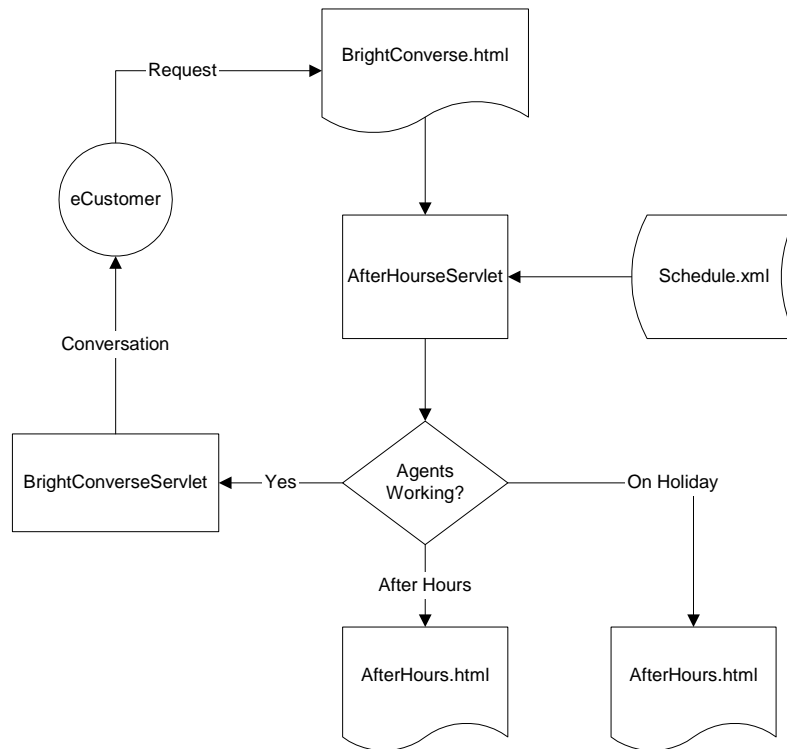 BrightConverse.html
Request
eCustomer
AfterHourseServlet
Schedule.xml
Conversation
Agents
Working?
BrightConverseServlet
Yes
On Holiday
After Hours
AfterHours.html
AfterHours.html